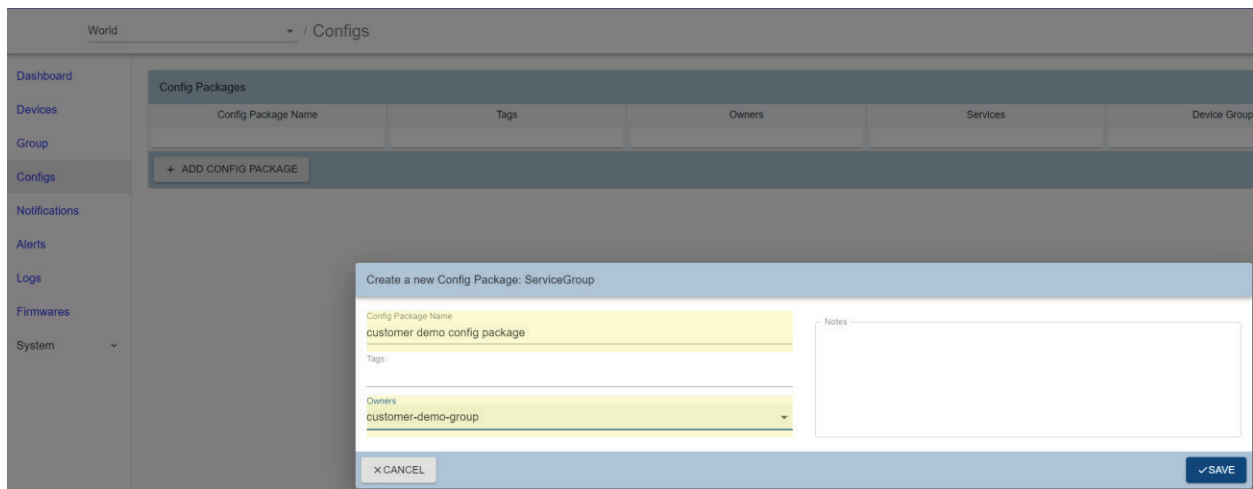 World / Configs
Dashboard
Devices
Group
Configs
Notifications
Alerts
Logs
Firmwares
System
Config Packages
Config Package Name Tags Owners Services Device Group
+ ADD CONFIG PACKAGE
Create a new Config Package: ServiceGroup
Config Package Name
customer demo config package
Tags
Owners
customer-demo-group
Notes
CANCEL
SAVE